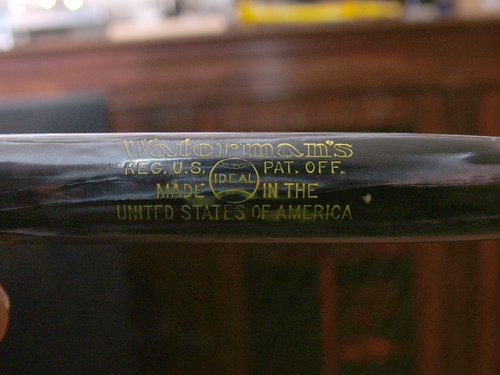 Waterman's
REG. U.S. IDEAL PAT. OFF.
MADE IN THE
UNITED STATES OF AMERICA